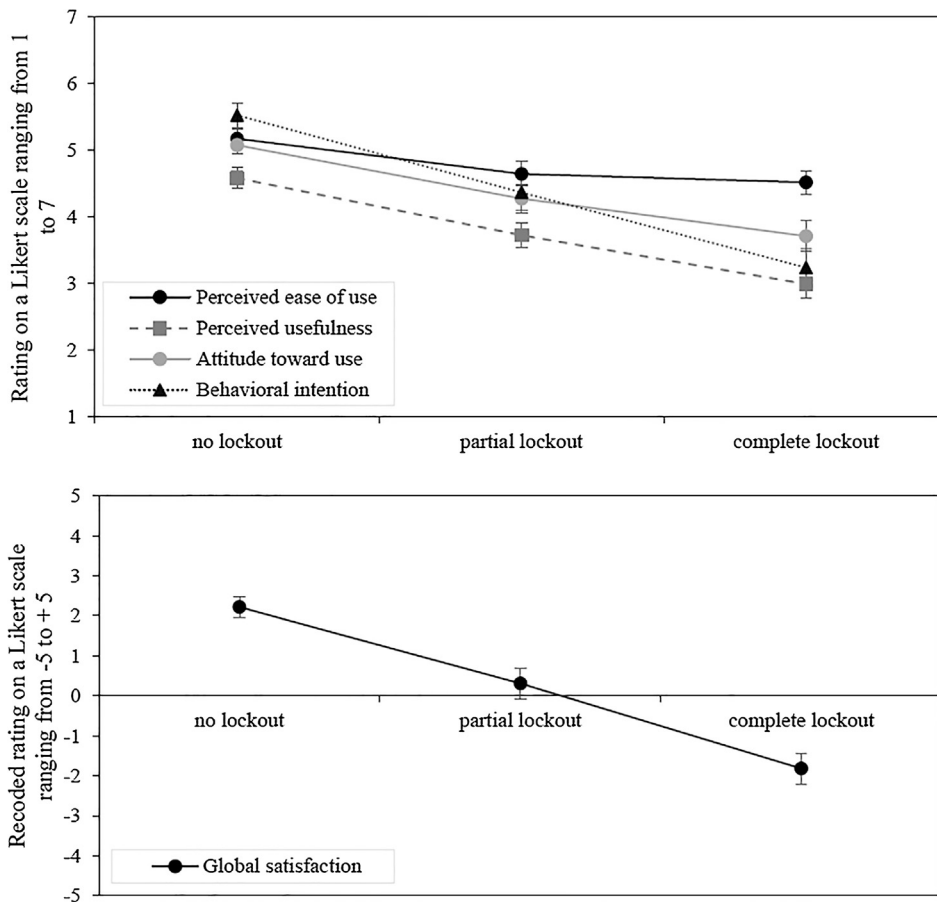 Rating on a Likert scale ranging from 1
to 7
7
6
5
4
3
2
1
Perceived ease of use
Perceived usefulness
Attitude toward use
Behavioral intention
no lockout
partial lockout
complete lockout
Recoded rating on a Likert scale
ranging from -5 to + 5
5
4
3
2
1
0
-1
-2
-3
-4
-5
no lockout
partial lockout
complete lockout
Global satisfaction